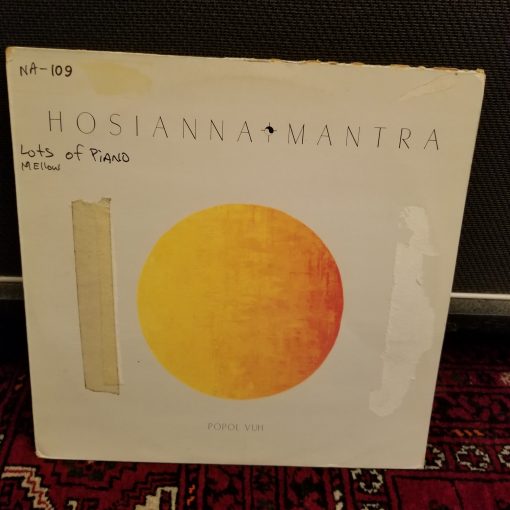 NA-109
HOSIANNA MANTRA
Lots of PiANO
MEllow
POPOL VUH